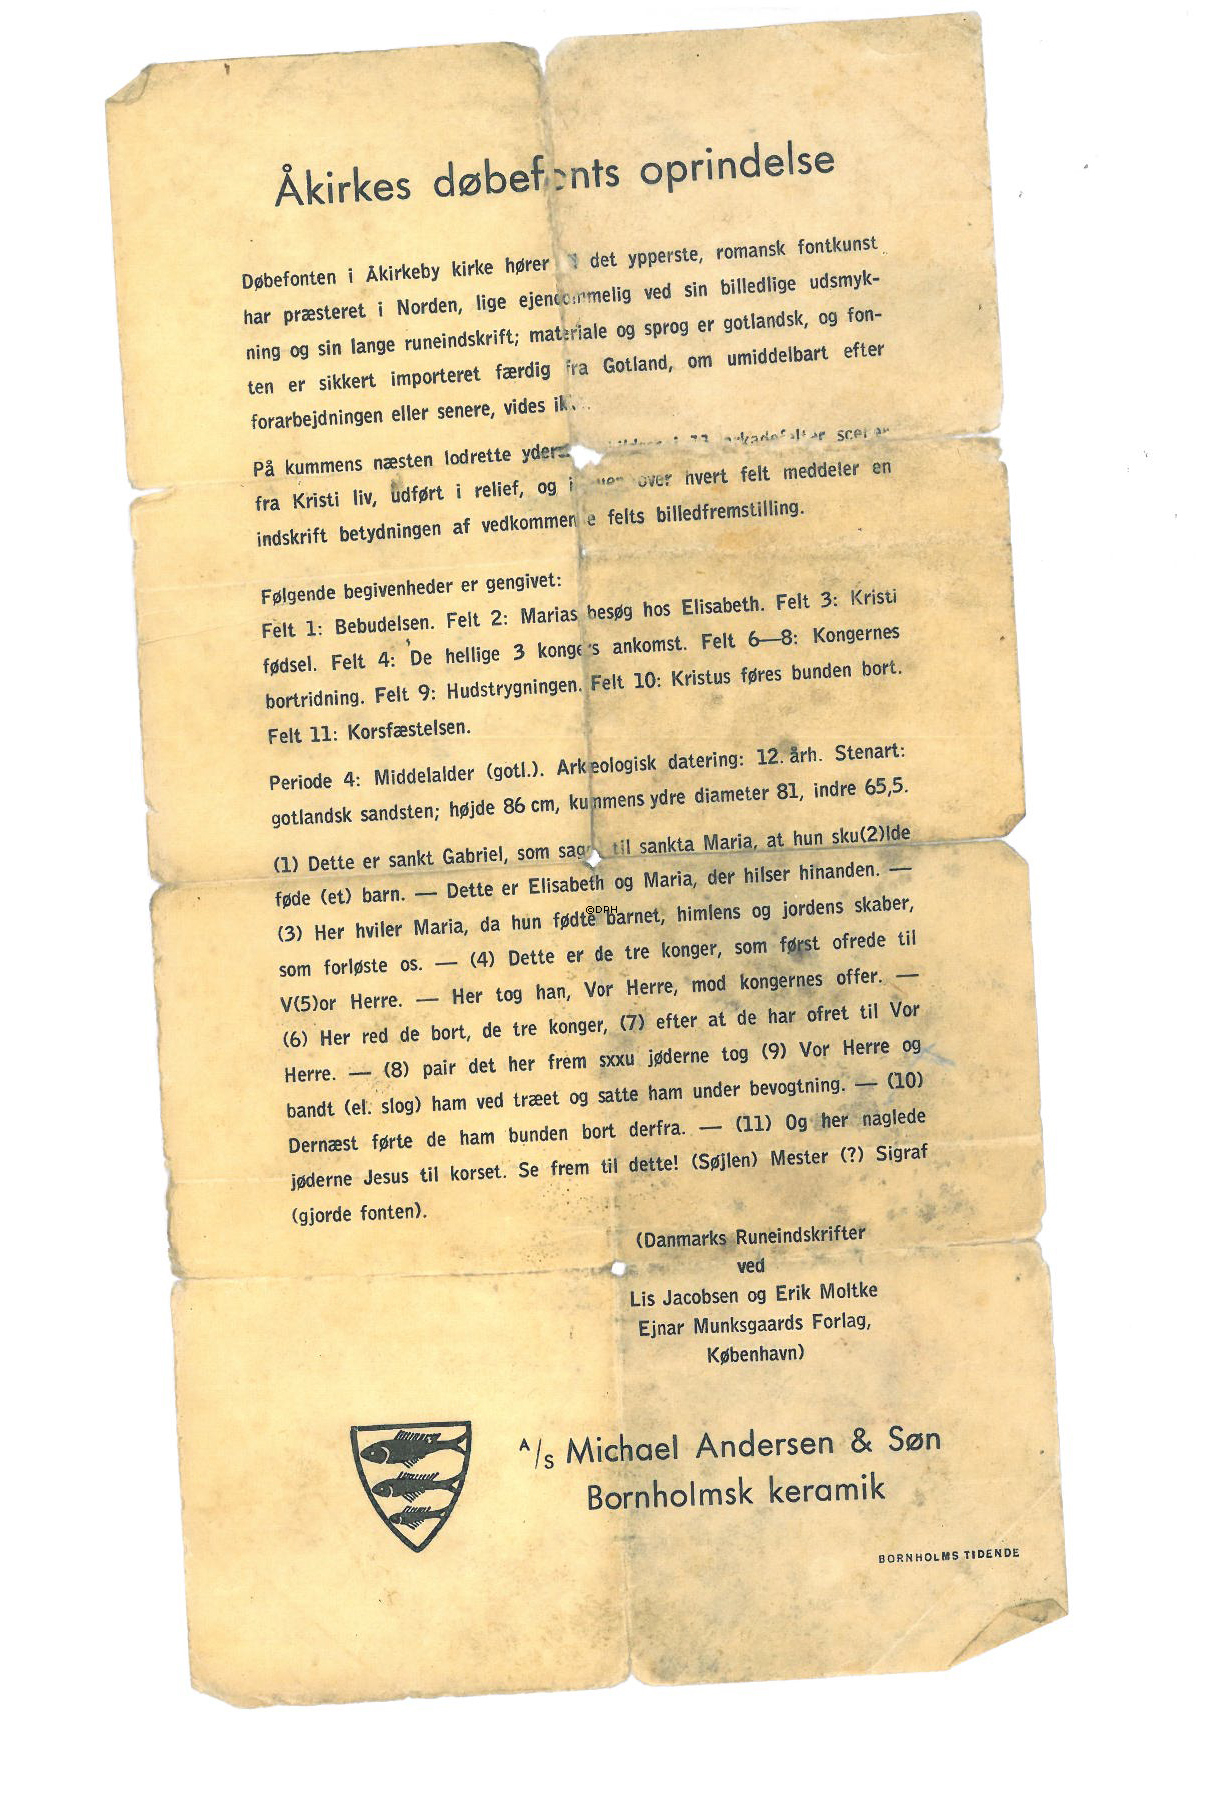 Åkirkes døbefonts oprindelse
Døbefonten i Åkirkeby kirke hører det ypperste, romansk fontkunst
har præsteret i Norden, lige ejendommelig ved sin billedlige udsmyk-
ning og sin lange runeindskrift; materiale og sprog er gotlandsk, og fon-
ten er sikkert importeret færdig fra Gotland, om umiddelbart efter
forarbejdningen eller senere, vides
På kummens næsten lodrette i 11 arkadefelter scener
fra Kristi liv, udført i relief, og i over hvert felt meddeler en
indskrift betydningen af vedkommende felts billedfremstilling.
Følgende begivenheder er gengivet:
Felt 1: Bebudelsen. Felt 2: Marias besøg hos Elisabeth. Felt 3: Kristi
fødsel. Felt 4: De hellige 3 kongers ankomst. Felt 6—8: Kongernes
bortridning. Felt 9: Hudstrygningen. Felt 10: Kristus føres bunden bort.
Felt 11: Korsfæstelsen.
Periode 4: Middelalder (gotl.). Arkeologisk datering: 12. årh. Stenart:
gotlandsk sandsten; højde 86 cm, kummens ydre diameter 81, indre 65,5.
(1) Dette er sankt Gabriel, som sagde til sankta Maria, at hun sku(2)lde
føde (et) barn. — Dette er Elisabeth og Maria, der hilser hinanden. —
(3) Her hviler Maria, da hun fødte barnet, himlens og jordens skaber,
som forløste os. — (4) Dette er de tre konger, som først ofrede til
V(5)or Herre. — Her tog han, Vor Herre, mod kongernes offer. —
(6) Her red de bort, de tre konger, (7) efter at de har ofret til Vor
Herre. — (8) pair det her frem sxxu jøderne tog (9) Vor Herre og
bandt (el. slog) ham ved træet og satte ham under bevogtning. — (10)
Dernæst førte de ham bunden bort derfra. — (11) Og her naglede
jøderne Jesus til korset. Se frem til dette! (Søjlen) Mester (?) Sigraf
(gjorde fonten).
©DRH
(Danmarks Runeindskrifter
ved
Lis Jacobsen og Erik Moltke
Ejnar Munksgaards Forlag,
København)
A/S Michael Andersen & Søn
Bornholmsk keramik
BORNHOLMS TIDENDE